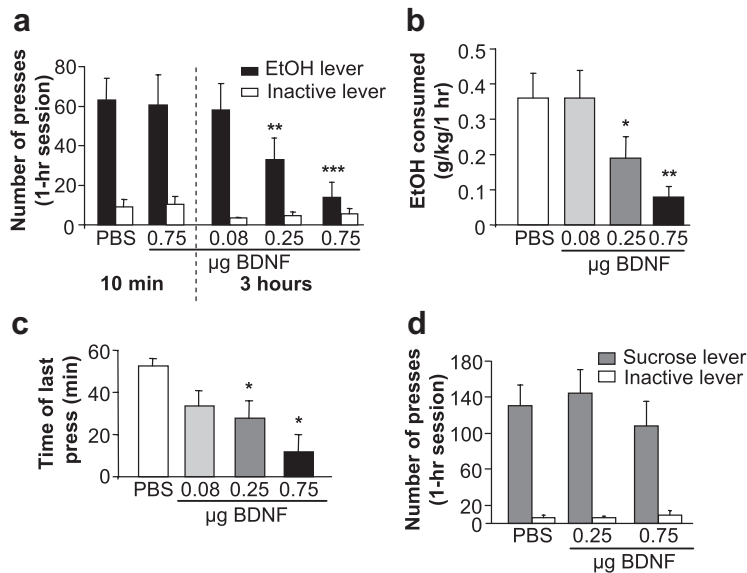 a
Number of presses
(1-hr session)
80
60
40
20
0
EtOH lever
Inactive lever
**
***
PBS 0.75 0.08 0.25 0.75
µg BDNF
10 min 3 hours
b
EtOH consumed
(g/kg/1 hr)
0.5
0.4
0.3
0.2
0.1
0
*
**
PBS 0.08 0.25 0.75
µg BDNF
c
Time of last
press (min)
60
40
20
0
*
*
PBS 0.08 0.25 0.75
µg BDNF
d
Number of presses
(1-hr session)
180
140
100
60
20
0
Sucrose lever
Inactive lever
PBS 0.25 0.75
µg BDNF